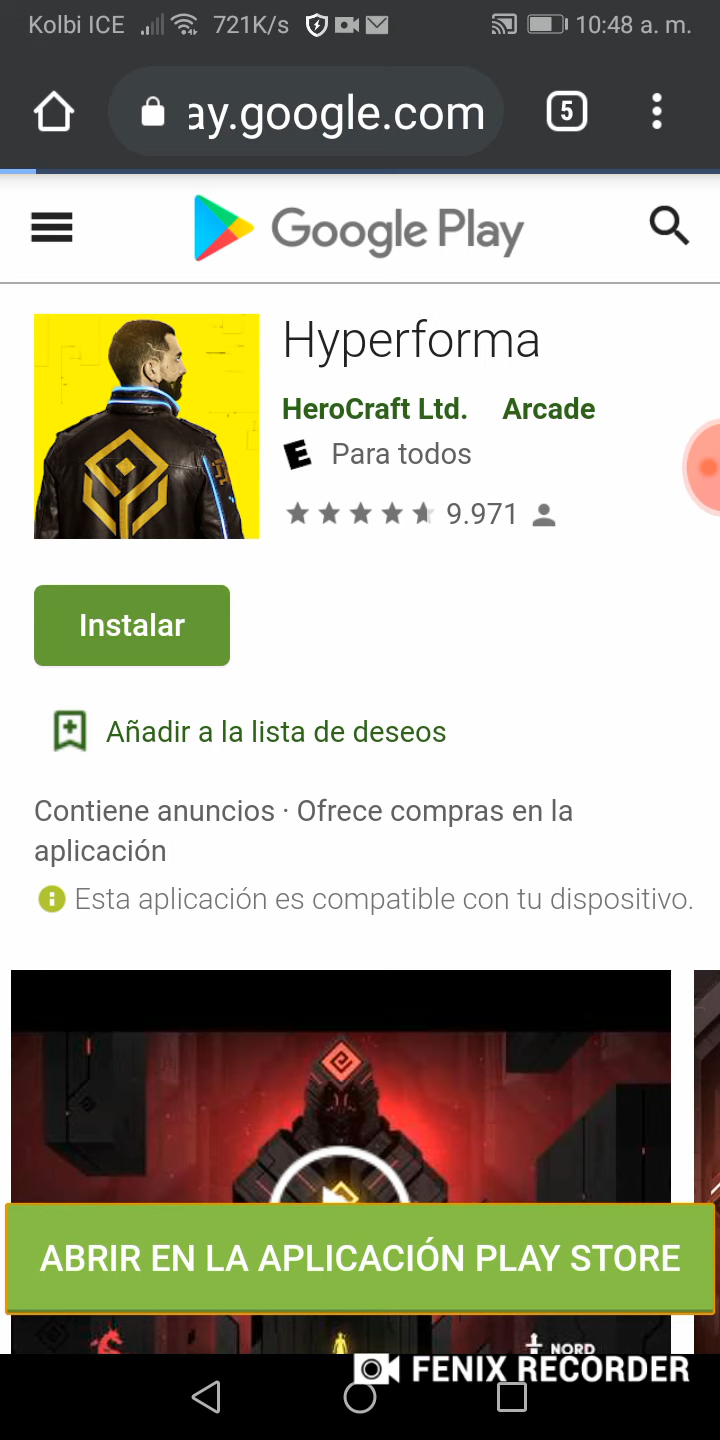 Kolbi ICE 721K/s 10:48 a. m.
ay.google.com 5
Google Play
Hyperforma
HeroCraft Ltd. Arcade
E Para todos
9.971
Instalar
Añadir a la lista de deseos
Contiene anuncios · Ofrece compras en la
aplicación
Esta aplicación es compatible con tu dispositivo.
ABRIR EN LA APLICACIÓN PLAY STORE
NORD
FENIX RECORDER